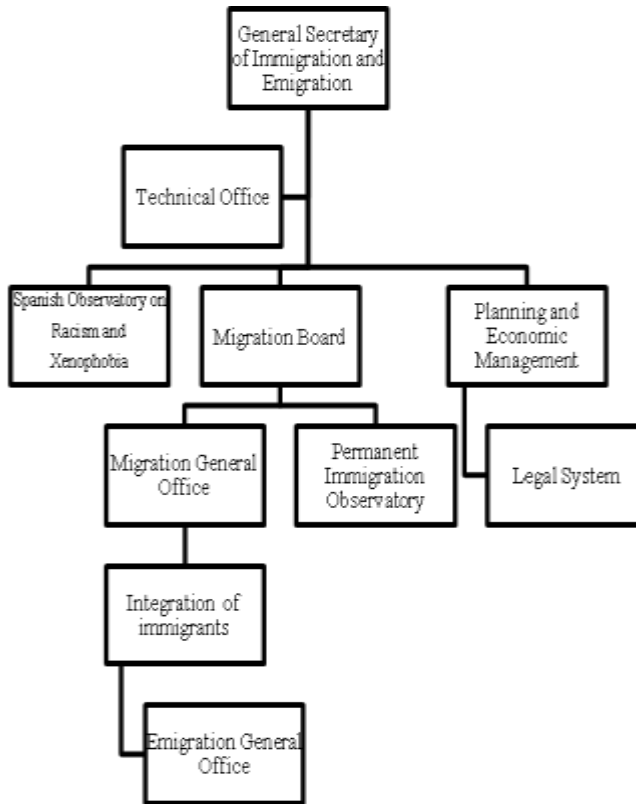 General Secretary
of Immigration and
Emigration
Technical Office
Spanish Observatory on
Racism and
Xenophobia
Migration Board
Planning and
Economic
Management
Migration General
Office
Permanent
Immigration
Observatory
Legal System
Integration of
immigrants
Emigration General
Office